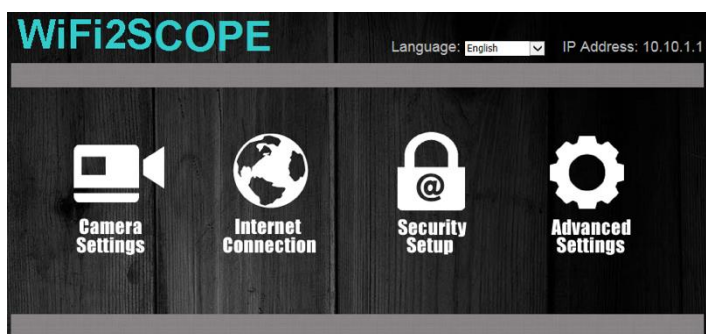 WiFi2SCOPE
Language: English IP Address: 10.10.1.1
Camera Settings
Internet Connection
@
Security Setup
Advanced Settings